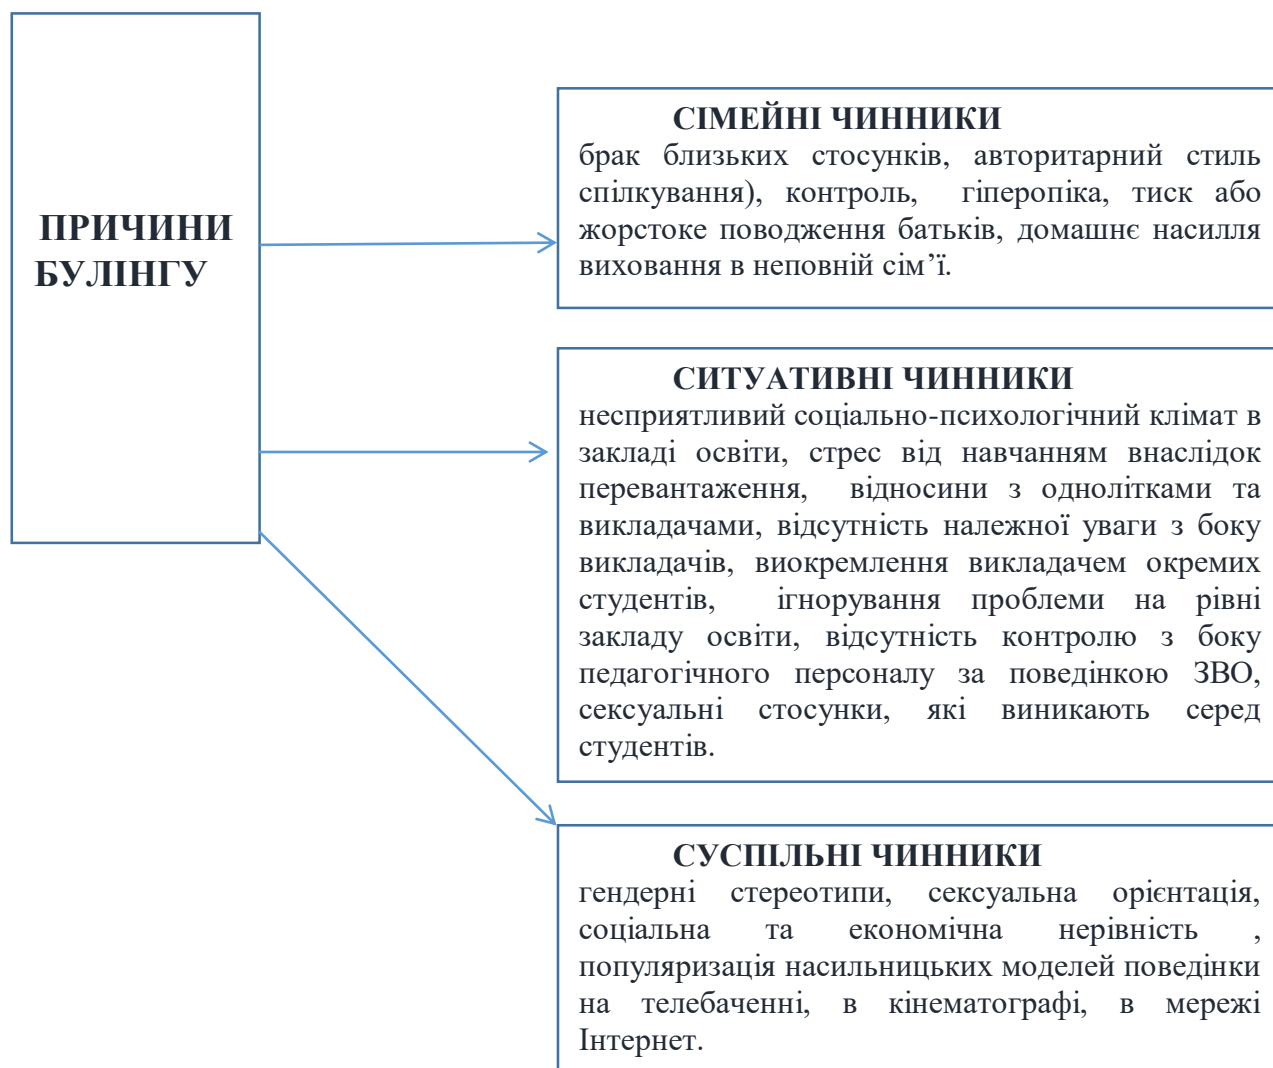 ПРИЧИНИ
БУЛІНГУ
СІМЕЙНІ ЧИННИКИ
брак близьких стосунків, авторитарний стиль
спілкування), контроль, гіперопіка, тиск або
жорстоке поводження батьків, домашнє насилля
виховання в неповній сім’ї.
СИТУАТИВНІ ЧИННИКИ
несприятливий соціально-психологічний клімат в
закладі освіти, стрес від навчанням внаслідок
перевантаження, відносини з однолітками та
викладачами, відсутність належної уваги з боку
викладачів, виокремлення викладачем окремих
студентів, ігнорування проблеми на рівні
закладу освіти, відсутність контролю з боку
педагогічного персоналу за поведінкою ЗВО,
сексуальні стосунки, які виникають серед
студентів.
СУСПІЛЬНІ ЧИННИКИ
гендерні стереотипи, сексуальна орієнтація,
соціальна та економічна нерівність ,
популяризація насильницьких моделей поведінки
на телебаченні, в кінематографі, в мережі
Інтернет.